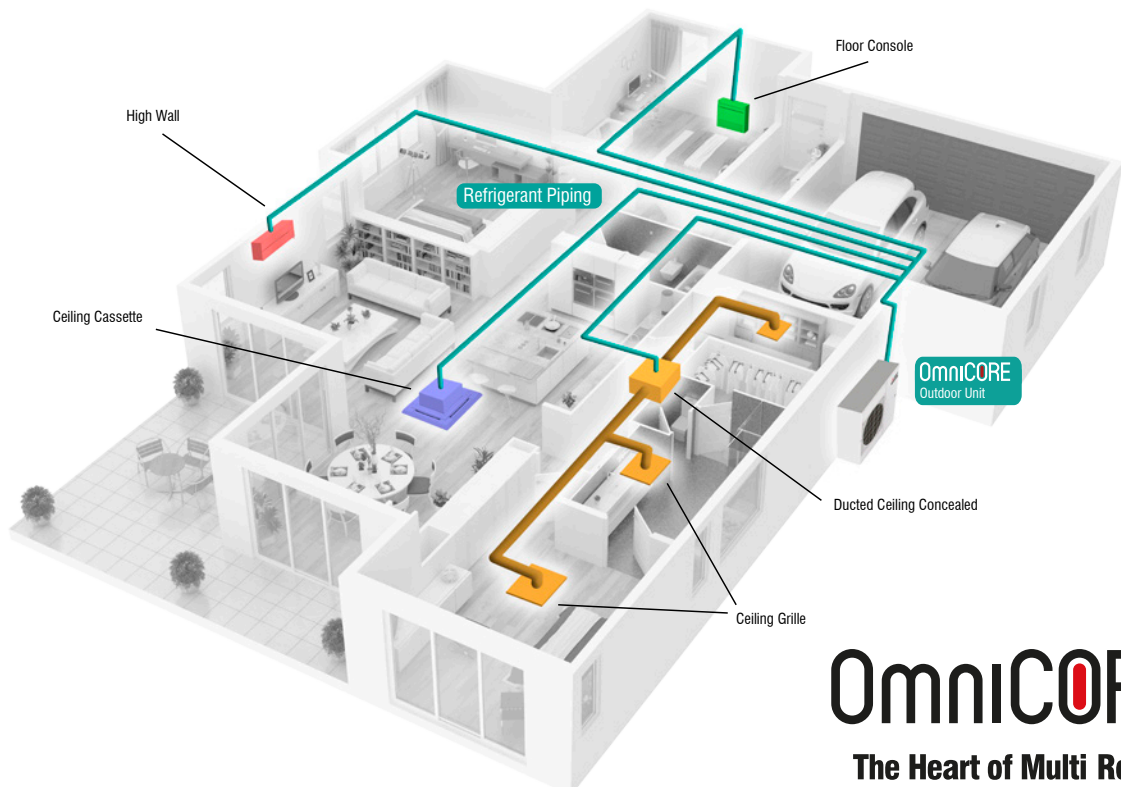 Floor Console
High Wall
Refrigerant Piping
Ceiling Cassette
OmniCORE
Outdoor Unit
Ducted Ceiling Concealed
Ceiling Grille
OmniCO
The Heart of Multi